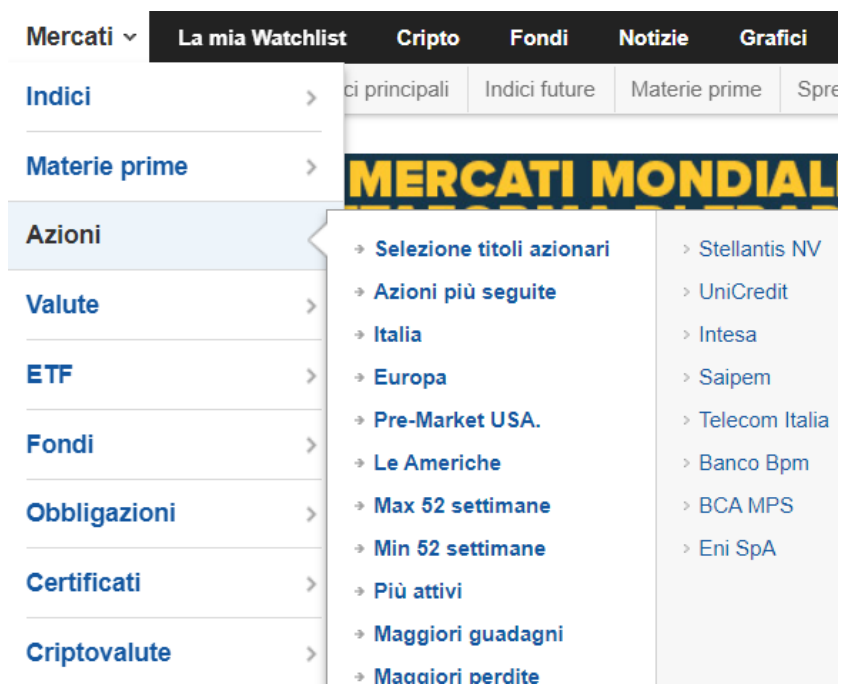 Mercati La mia Watchlist Cripto Fondi Notizie Grafici
principali Indici future Materie prime
MERCATI MONDIALI
Indici
Materie prime
Azioni
Valute
ETF
Fondi
Obbligazioni
Certificati
Criptovalute
Selezione titoli azionari
Azioni più seguite
Italia
Europa
Pre-Market USA.
Le Americhe
Max 52 settimane
Min 52 settimane
Più attivi
Maggiori guadagni
Maggiori perdite
Stellantis NV
UniCredit
Intesa
Saipem
Telecom Italia
Banco Bpm
BCA MPS
Eni SpA